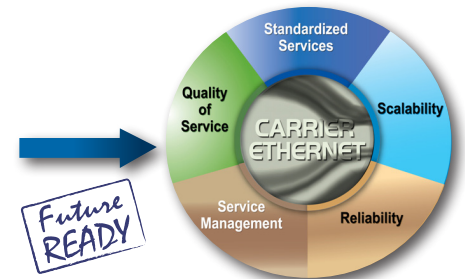 Standardized
Services
Quality
of
Service
Scalability
CARRIER
ETHERNET
Service
Management
Reliability
Future
READY